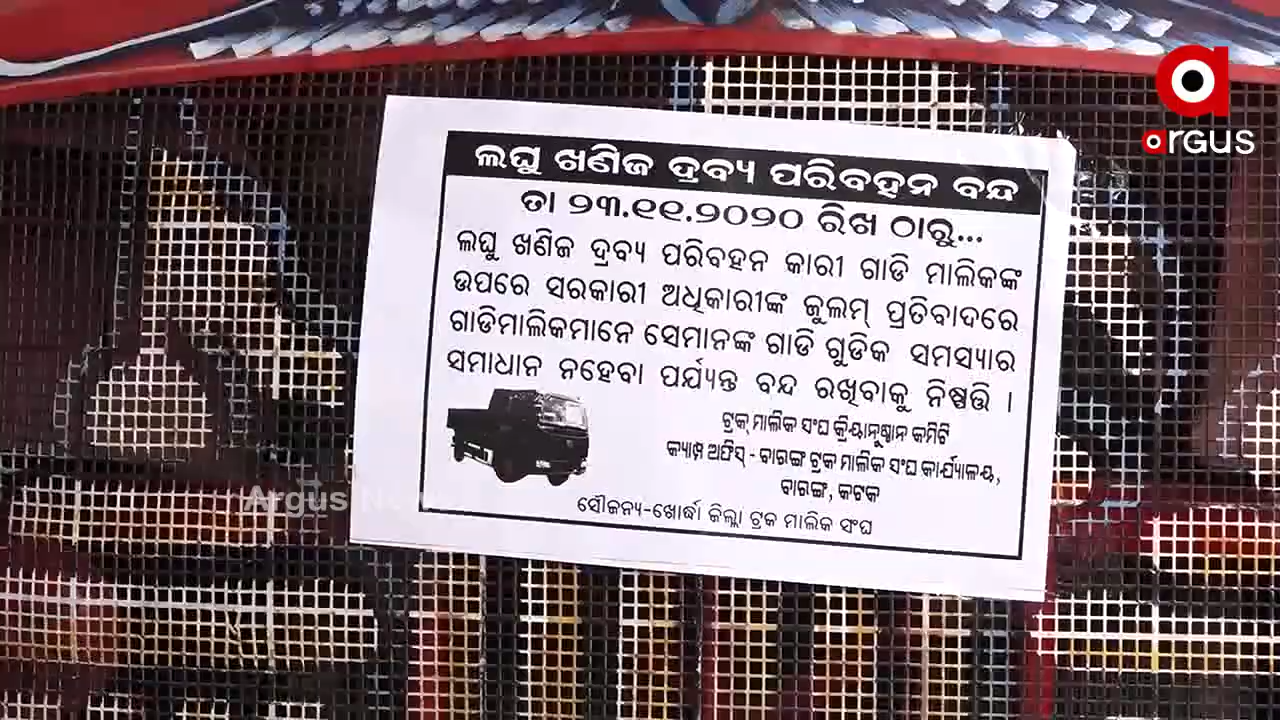 argus
ଲଘୁ ଖଣିଜ ଦ୍ରବ୍ୟ ପରିବହନ ବନ୍ଦ
ତା ୨୩.୧୧.୨୦୨୦ ରିଖ ଠାରୁ...
ଲଘୁ ଖଣିଜ ଦ୍ରବ୍ୟ ପରିବହନ କାରୀ ଗାଡି ମାଲିକଙ୍କ
ଉପରେ ସରକାରୀ ଅଧିକାରୀଙ୍କ ଜୁଲମ୍ ପ୍ରତିବାଦରେ
ଗାଡିମାଲିକମାନେ ସେମାନଙ୍କ ଗାଡି ଗୁଡିକ ସମସ୍ୟାର
ସମାଧାନ ନହେବା ପର୍ଯ୍ୟନ୍ତ ବନ୍ଦ ରଖିବାକୁ ନିଷ୍ପତ୍ତି ।
ଟ୍ରକ୍ ମାଲିକ ସଂଘ କ୍ରିୟାନୁଷ୍ଠାନ କମିଟି
କ୍ୟାମ୍ପ ଅଫିସ୍ - ବାରଙ୍ଗ ଟ୍ରକ ମାଲିକ ସଂଘ କାର୍ଯ୍ୟାଳୟ,
ବାରଙ୍ଗ, କଟକ
ସୌଜନ୍ୟ-ଖୋର୍ଦ୍ଧା ଜିଲ୍ଲା ଟ୍ରକ ମାଲିକ ସଂଘ
Argus News